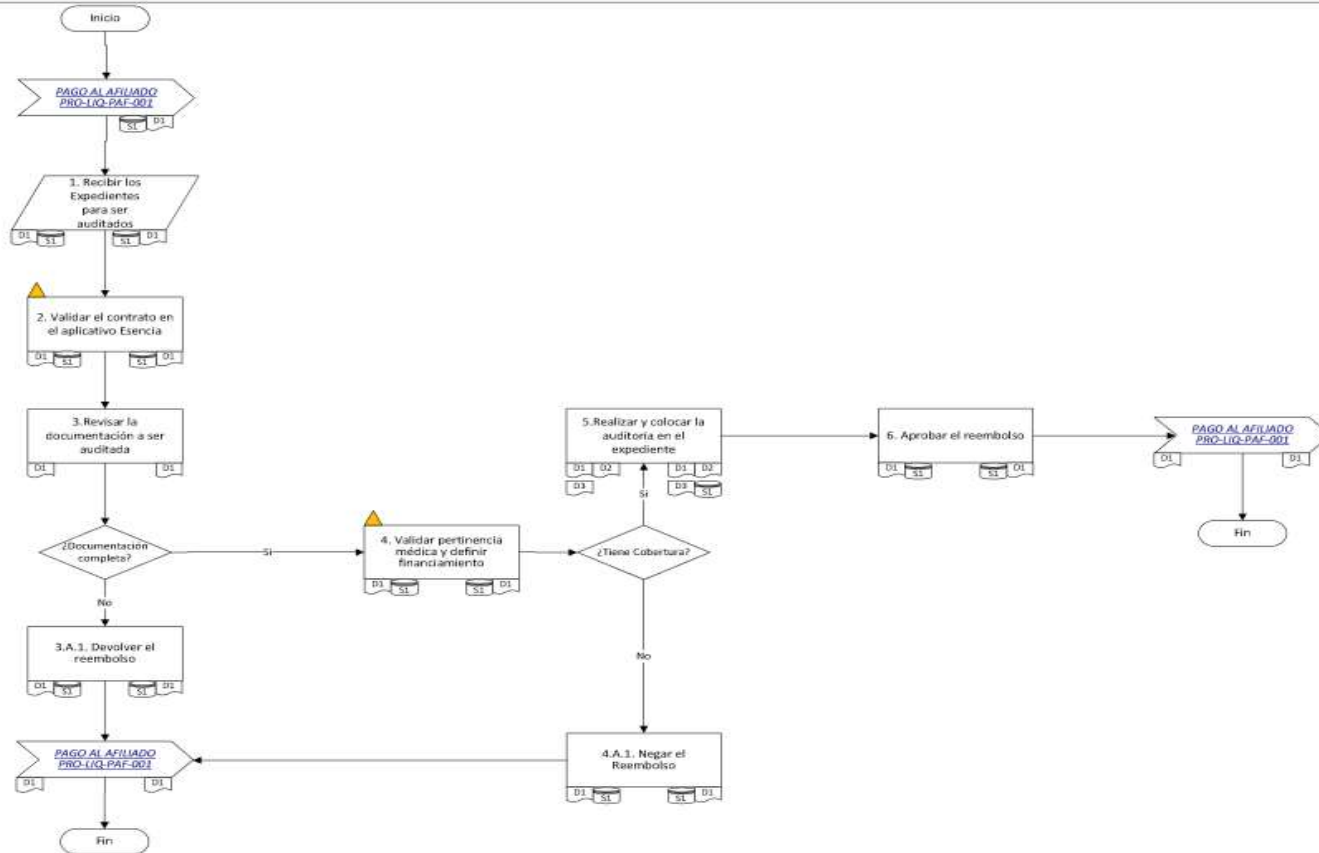 Inicio
PAGO AL AFILIADO
PRO-LIQ-PAF-001
S1 D1
1. Recibir los
Expedientes
para ser
auditados
D1 S1 S1 D1
2. Validar el contrato en
el aplicativo Esencia
D1 S1 S1 D1
3.Revisar la
documentación a ser
auditada
D1 D1
¿Documentación
completa?
Si
No
3.A.1. Devolver el
reembolso
D1 S1 S1 D1
PAGO AL AFILIADO
PRO-LIQ-PAF-001
D1 D1
Fin
4. Validar pertinencia
médica y definir
financiamiento
D1 S1 S1 D1
¿Tiene Cobertura?
Si
No
5.Realizar y colocar la
auditoría en el
expediente
D1 D2 D1 D2
D3 D3 S1
4.A.1. Negar el
Reembolso
D1 S1 S1 D1
6. Aprobar el reembolso
D1 S1 S1 D1
PAGO AL AFILIADO
PRO-LIQ-PAF-001
D1 D1
Fin